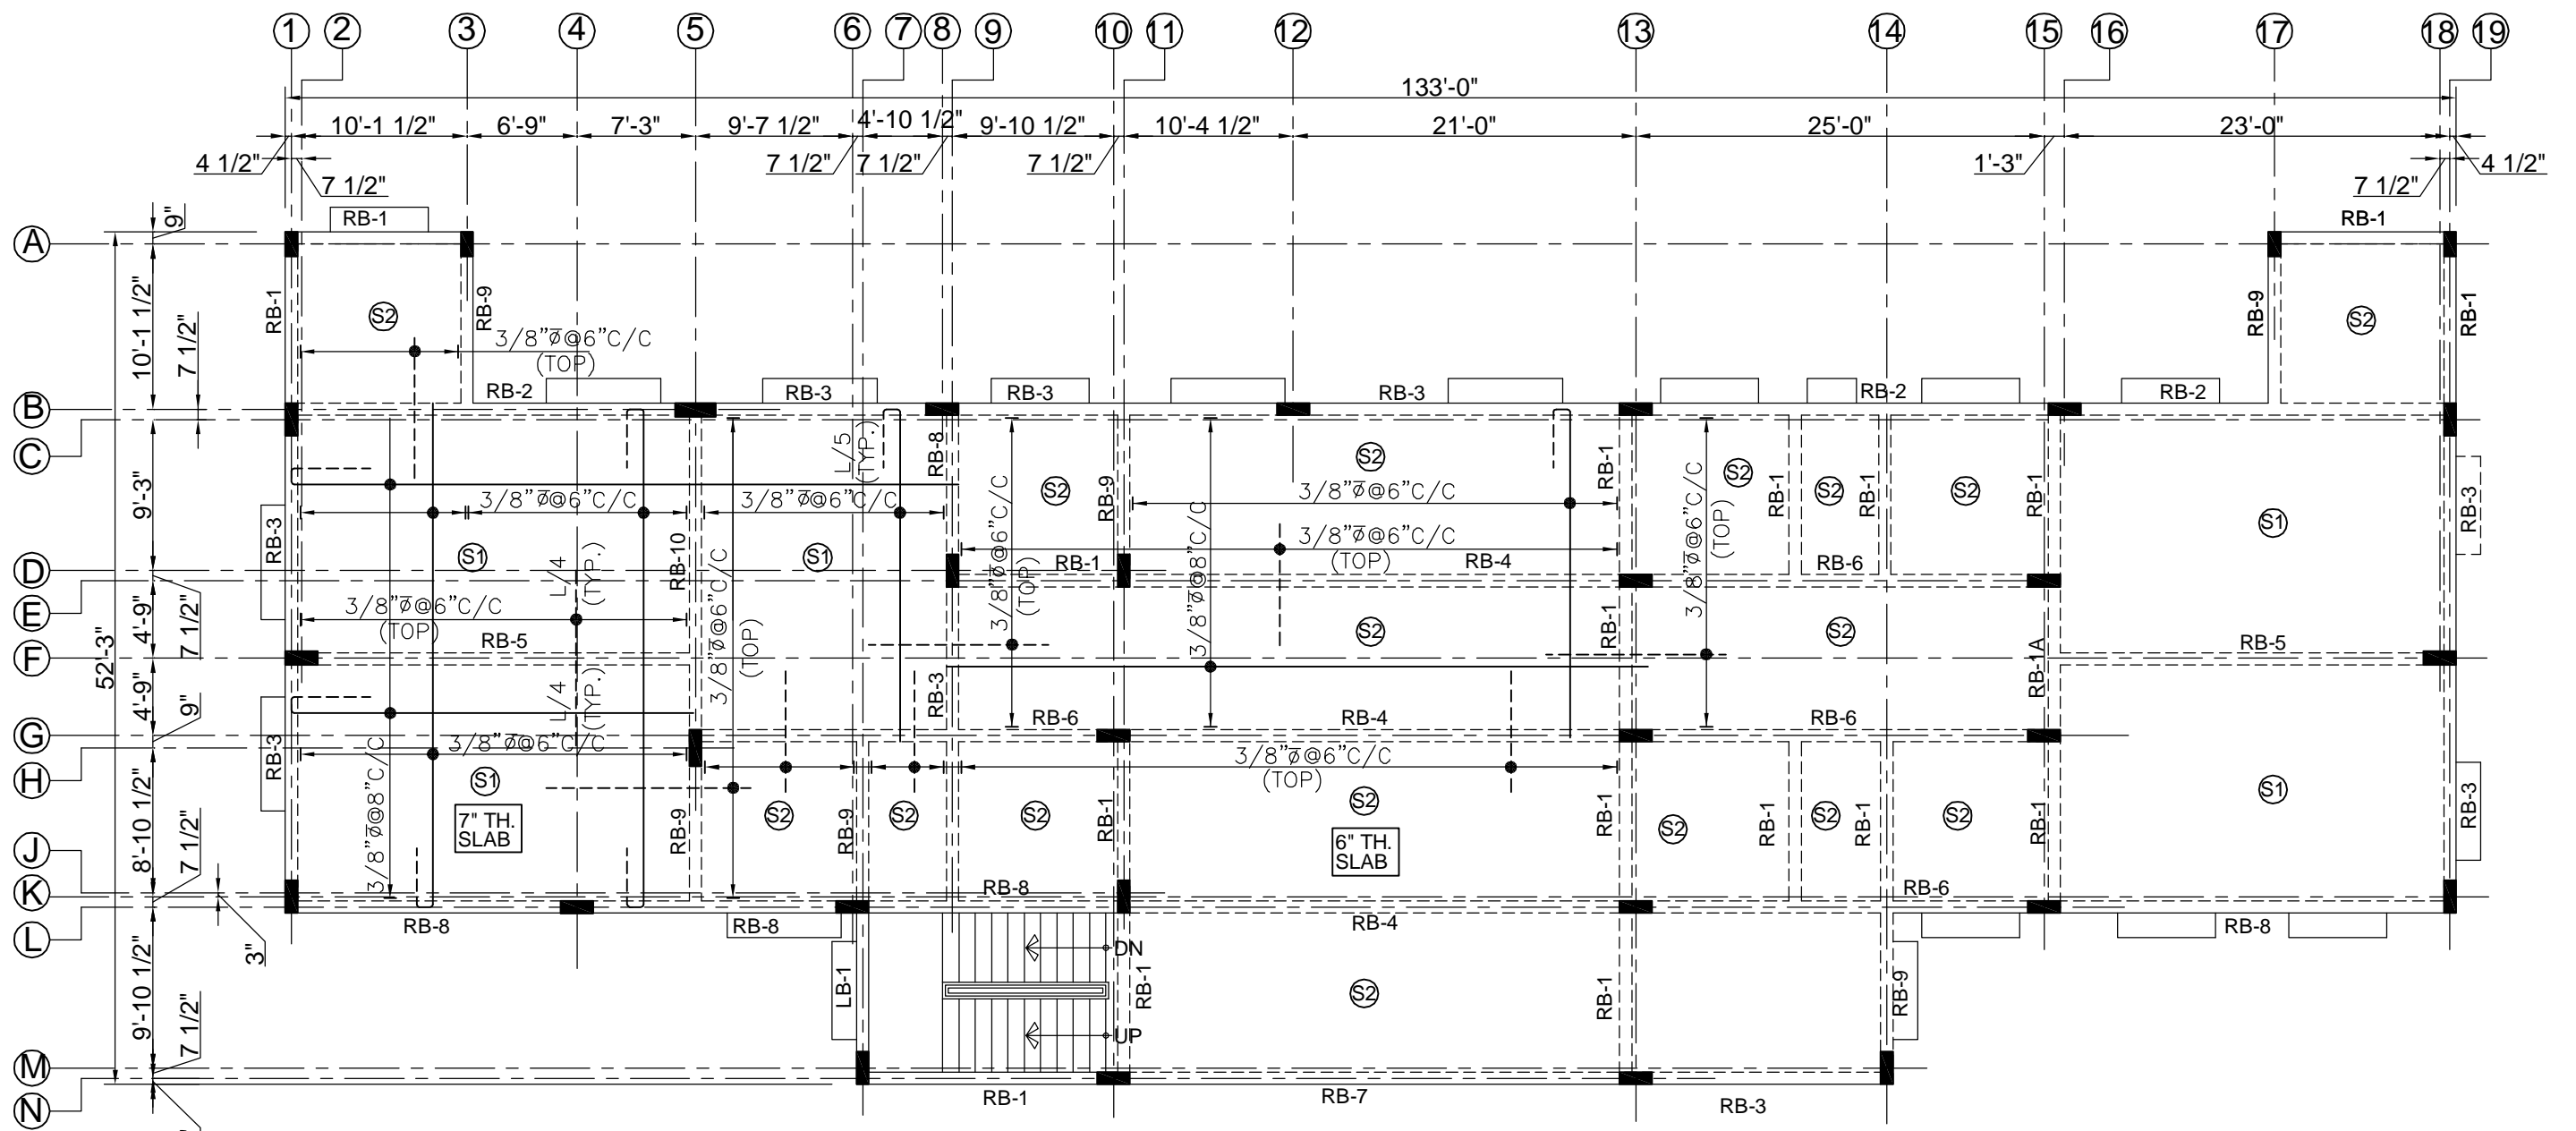 1 2 3 4 5 6 7 8 9 10 11 12 13 14 15 16 17 18 19
133'-0"
10'-1 1/2" 6'-9" 7'-3" 9'-7 1/2" 4'-10 1/2" 9'-10 1/2" 10'-4 1/2" 21'-0" 25'-0" 23'-0"
4 1/2" 7 1/2" 7 1/2" 7 1/2" 7 1/2" 1'-3" 7 1/2" 4 1/2"
A
B
C
D
E
F
G
H
J
K
L
M
N
52'-3"
9"
10'-1 1/2"
7 1/2"
9'-3"
4'-9"
7 1/2"
4'-9"
9"
8'-10 1/2"
7 1/2"
3"
9'-10 1/2"
7 1/2"
RB-1 RB-1
RB-1 S2 RB-9 RB-9 S2 RB-1
3/8"ø@6"C/C
(TOP)
RB-2 RB-3 RB-3 RB-3 RB-2 RB-2
L/5
(TYP.)
RB-8 RB-9 RB-1 RB-1 RB-1 RB-1
S2 S2 S2 S2 S2
3/8"ø@6"C/C 3/8"ø@6"C/C 3/8"ø@6"C/C
RB-3 S1 RB-10 S1 S1 RB-3
3/8"ø@6"C/C
(TOP)
3/8"ø@6"C/C
(TOP)
3/8"ø@8"C/C
3/8"ø@6"C/C
(TOP)
3/8"ø@6"C/C
(TOP)
RB-1 RB-4 RB-6
L/4
(TYP.)
3/8"ø@6"C/C
(TOP)
RB-5 S2 RB-1 S2 RB-1A RB-5
L/4
(TYP.)
RB-3 RB-6 RB-4 RB-6
3/8"ø@6"C/C
3/8"ø@6"C/C
(TOP)
RB-3 3/8"ø@8"C/C S1 S1 RB-3
7" TH.
SLAB
RB-9 S2 RB-9 S2 S2 RB-1 S2 RB-1 S2 RB-1 S2 RB-1 S2 RB-1
6" TH.
SLAB
RB-8 RB-6
RB-8 RB-8 RB-4 RB-8
DN
LB-1 RB-1 S2 RB-1 RB-9
UP
RB-1 RB-7 RB-3